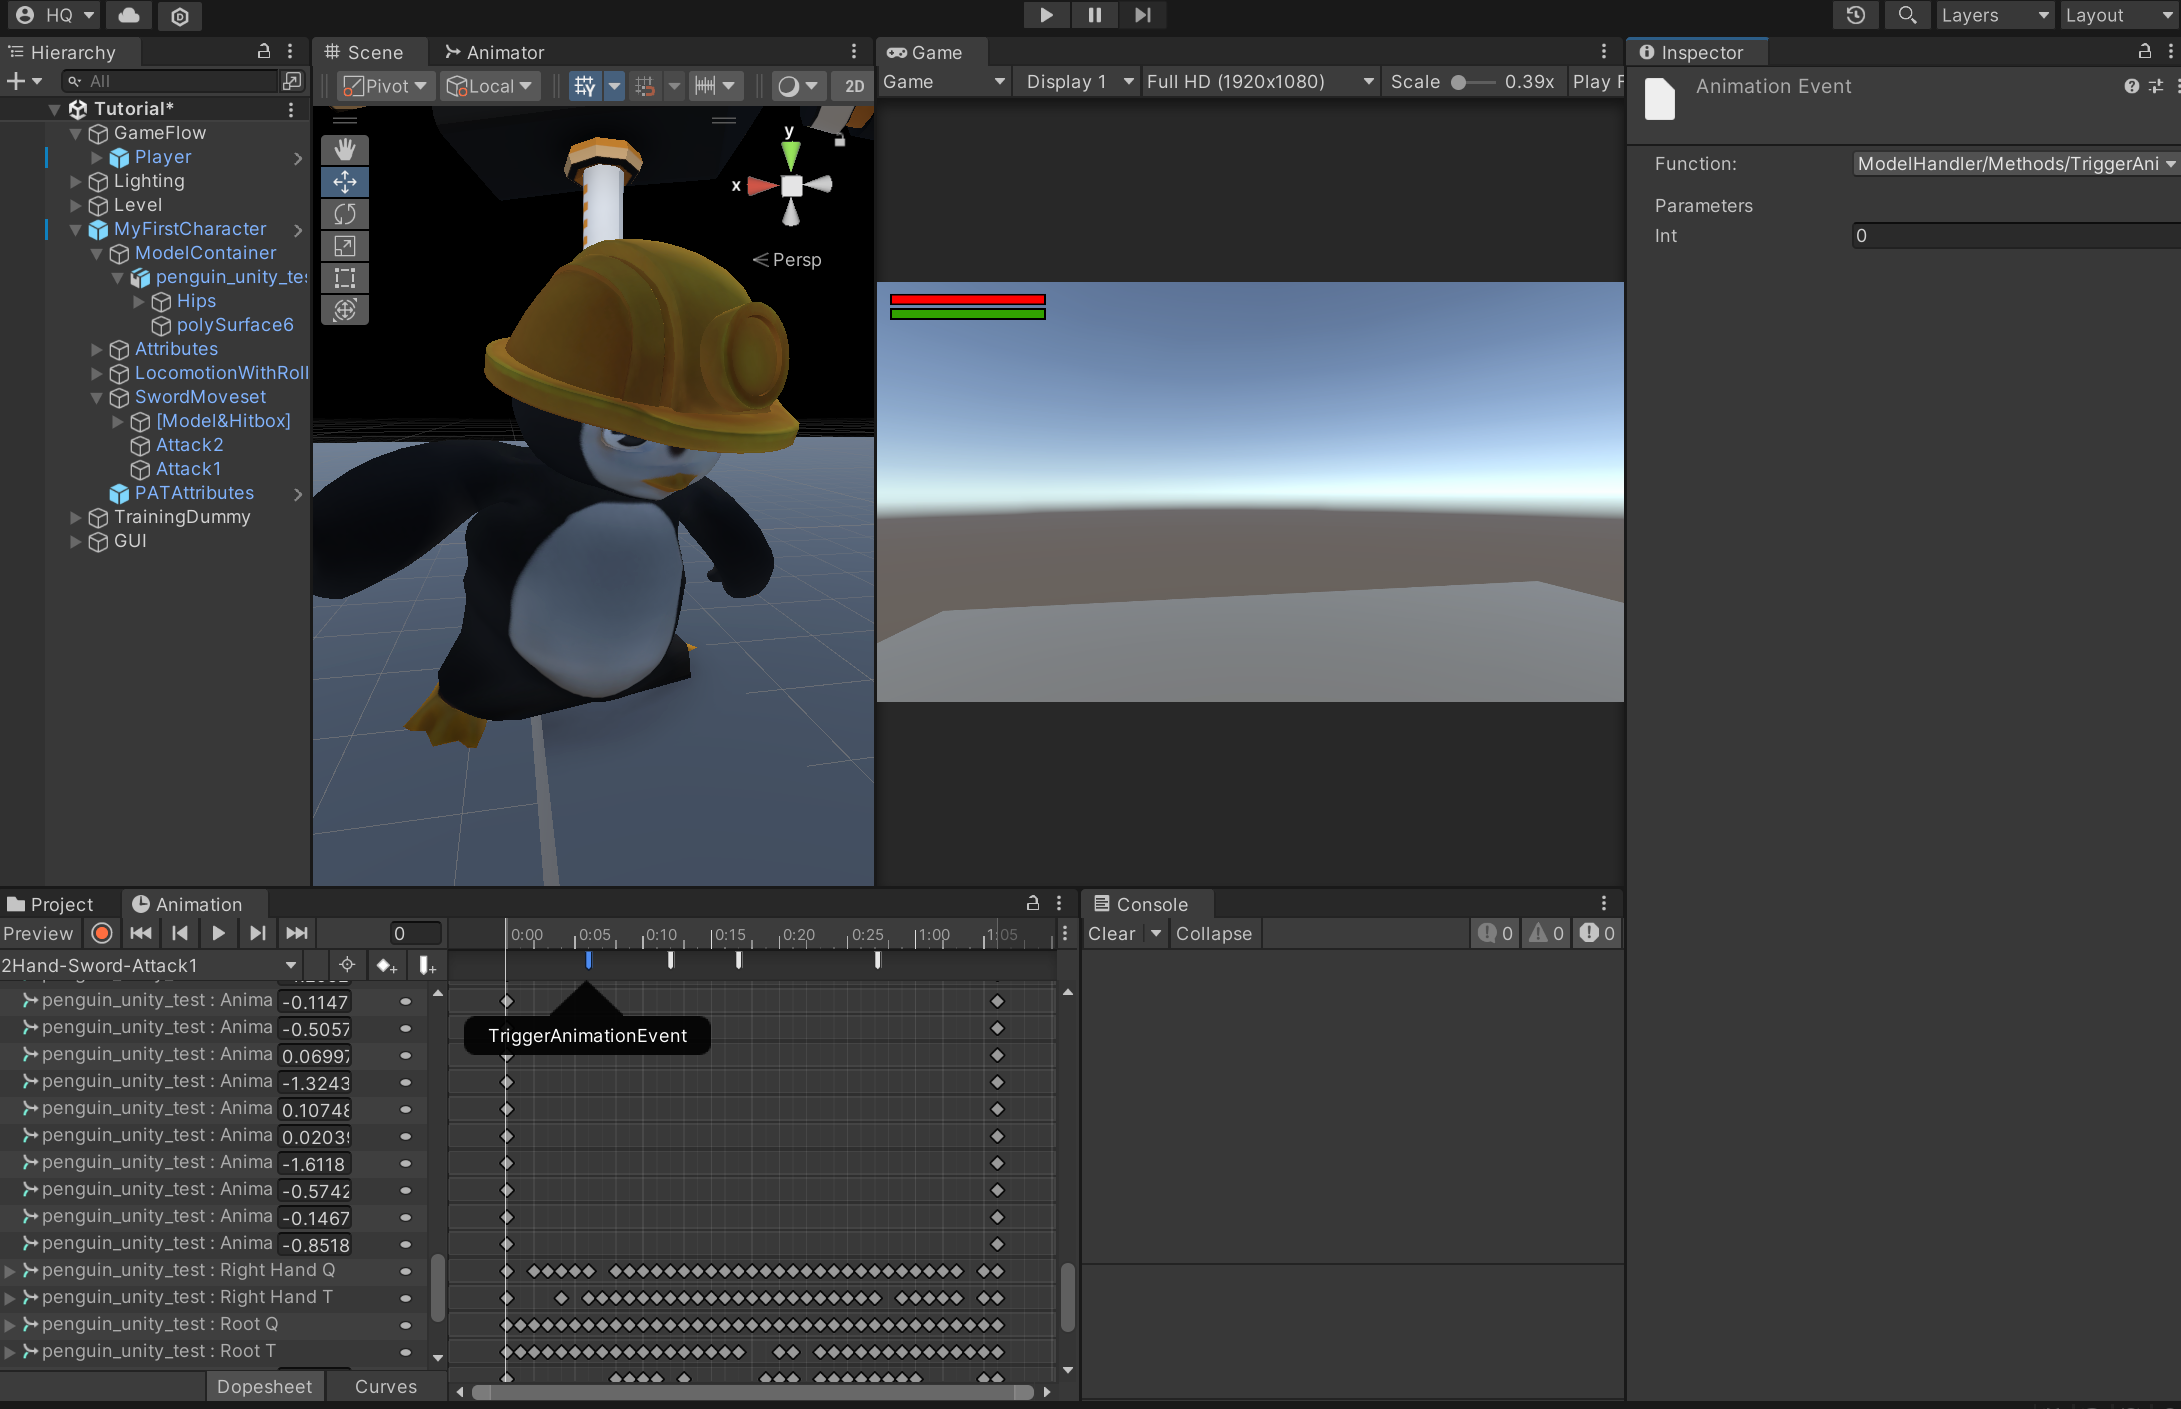 HQ
Layers
Layout
Hierarchy
All
Tutorial*
GameFlow
Player
Lighting
Level
MyFirstCharacter
ModelContainer
penguin_unity_tes
Hips
polySurface6
Attributes
LocomotionWithRoll
SwordMoveset
[Model&Hitbox]
Attack2
Attack1
PATAttributes
TrainingDummy
GUI
Scene
Animator
Pivot
Local
2D
y
x
Persp
Game
Game
Display 1
Full HD (1920x1080)
Scale
0.39x
Play F
Inspector
Animation Event
Function:
ModelHandler/Methods/TriggerAni
Parameters
Int
0
Project
Animation
Preview
0
0:00
0:05
0:10
0:15
0:20
0:25
1:00
1:05
2Hand-Sword-Attack1
penguin_unity_test : Anima -0.1147
penguin_unity_test : Anima -0.5057
TriggerAnimationEvent
penguin_unity_test : Anima 0.06997
penguin_unity_test : Anima -1.3243
penguin_unity_test : Anima 0.10748
penguin_unity_test : Anima 0.02039
penguin_unity_test : Anima -1.6118
penguin_unity_test : Anima -0.5742
penguin_unity_test : Anima -0.1467
penguin_unity_test : Anima -0.8518
penguin_unity_test : Right Hand Q
penguin_unity_test : Right Hand T
penguin_unity_test : Root Q
penguin_unity_test : Root T
Dopesheet
Curves
Console
Clear
Collapse
0
0
0